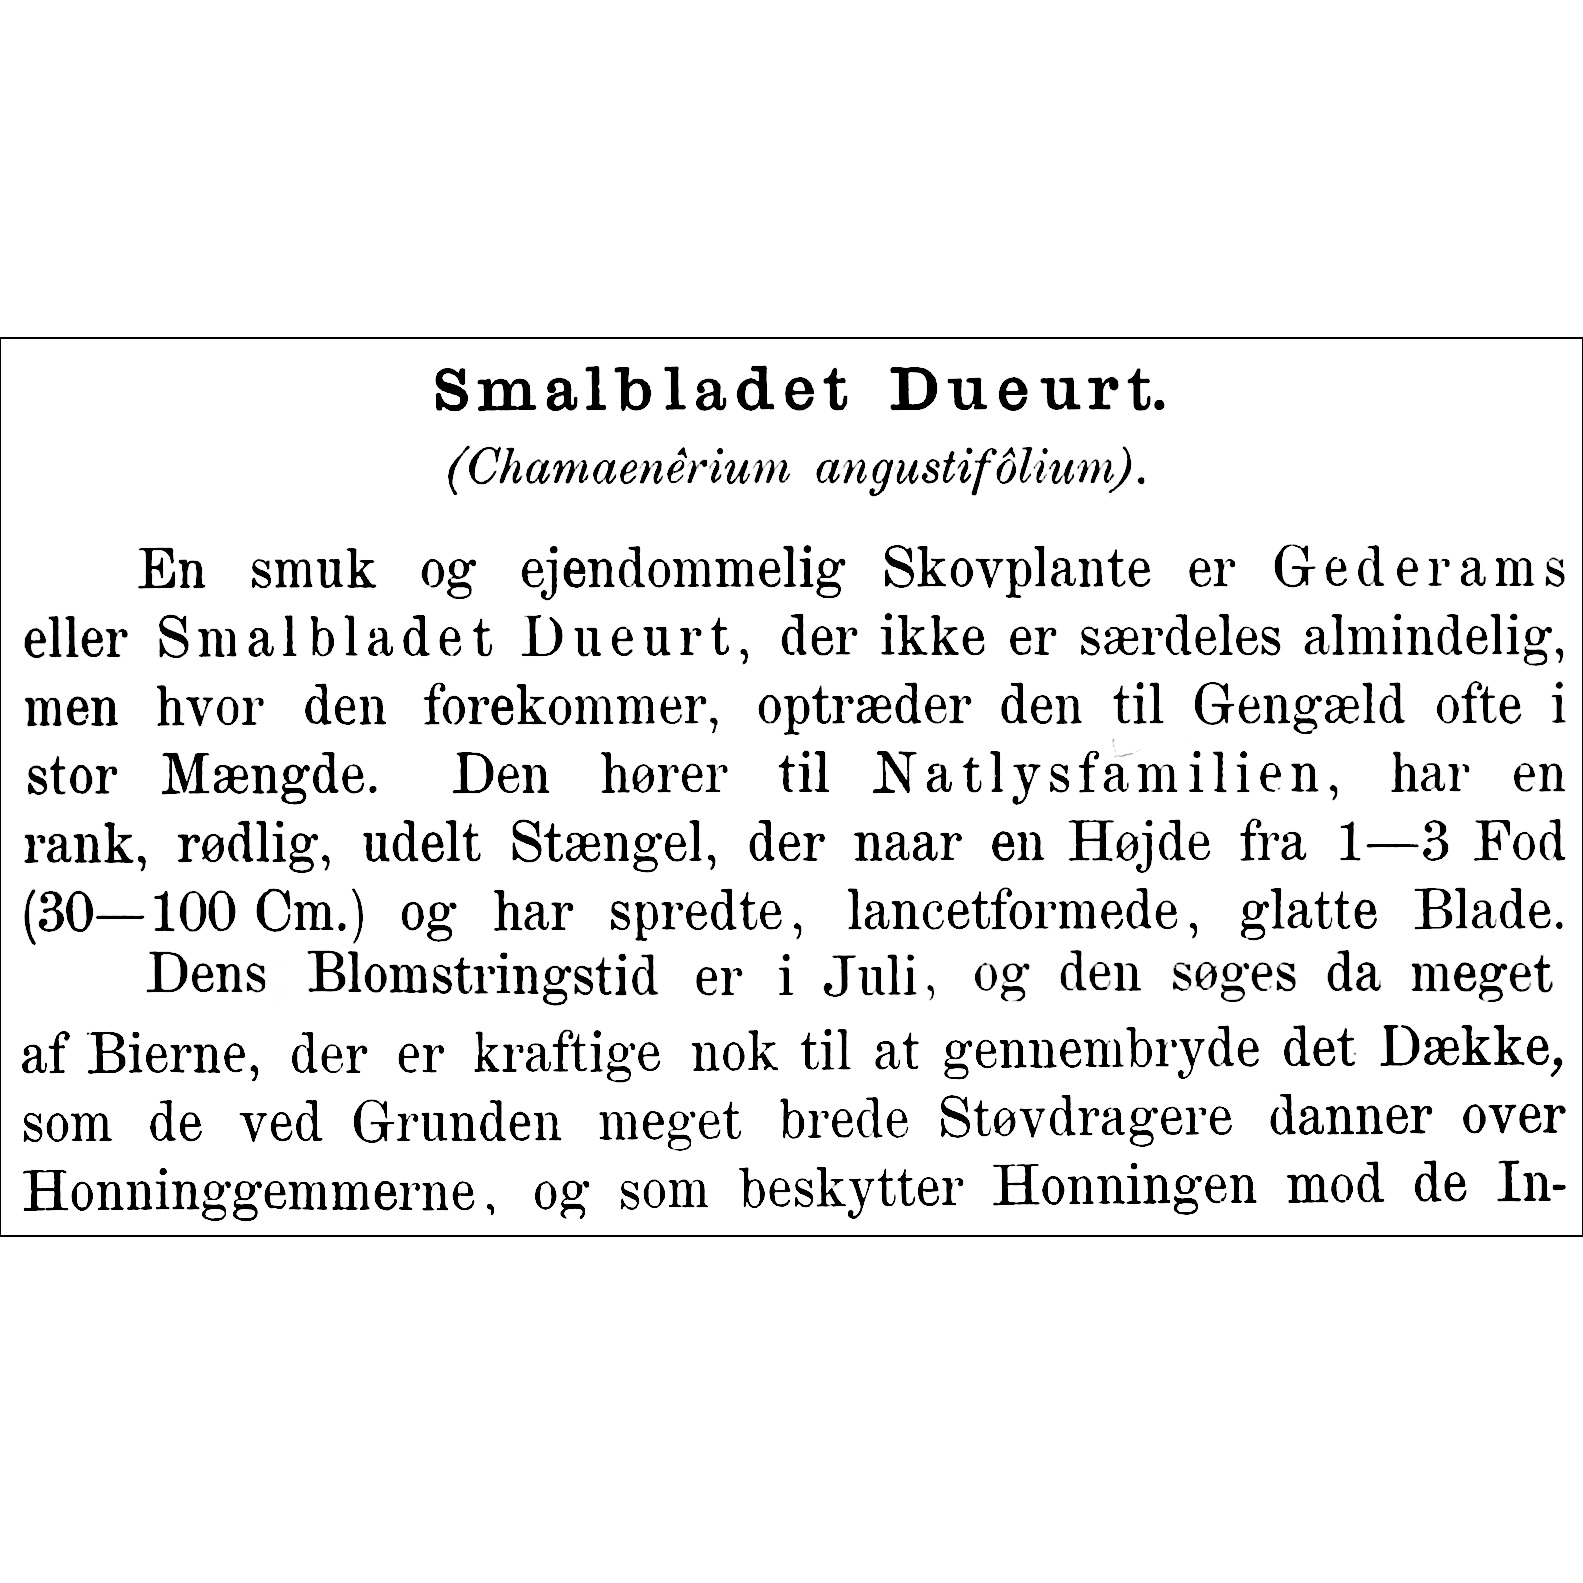 Smalbladet Dueurt.
(Chamaenêrium angustifôlium).
En smuk og ejendommelig Skovplante er Gederams
eller Smalbladet Dueurt, der ikke er særdeles almindelig,
men hvor den forekommer, optræder den til Gengæld ofte i
stor Mængde. Den hører til Natlysfamilien, har en
rank, rødlig, udelt Stængel, der naar en Højde fra 1—3 Fod
(30—100 Cm.) og har spredte, lancetformede, glatte Blade.
Dens Blomstringstid er i Juli, og den søges da meget
af Bierne, der er kraftige nok til at gennembryde det Dække,
som de ved Grunden meget brede Støvdragere danner over
Honninggemmerne, og som beskytter Honningen mod de In-